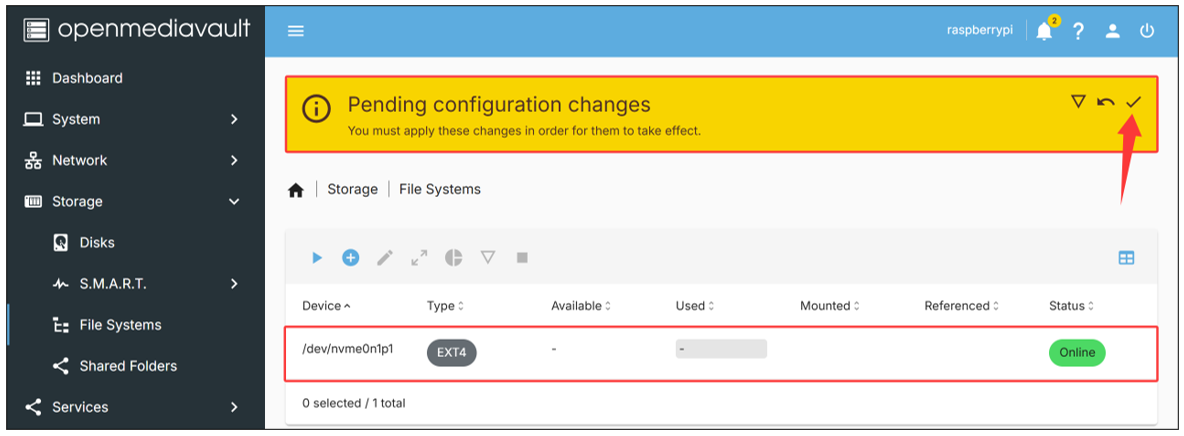 openmediavault
raspberrypi
2
?
Dashboard
System
Network
Storage
Disks
S.M.A.R.T.
File Systems
Shared Folders
Services
Pending configuration changes
You must apply these changes in order for them to take effect.
Storage | File Systems
Device Type Available Used Mounted Referenced Status
/dev/nvme0n1p1 EXT4 - - Online
0 selected / 1 total